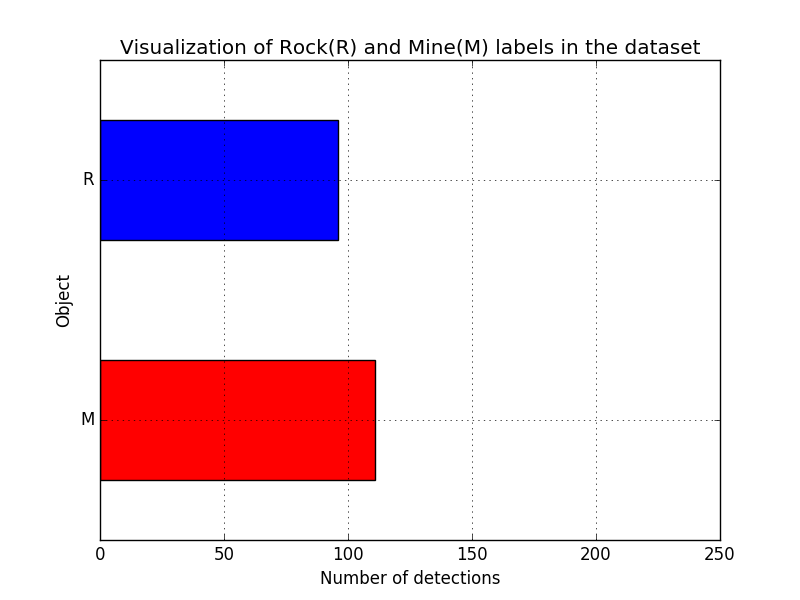 Visualization of Rock(R) and Mine(M) labels in the dataset
R
Object
M
0 50 100 150 200 250
Number of detections